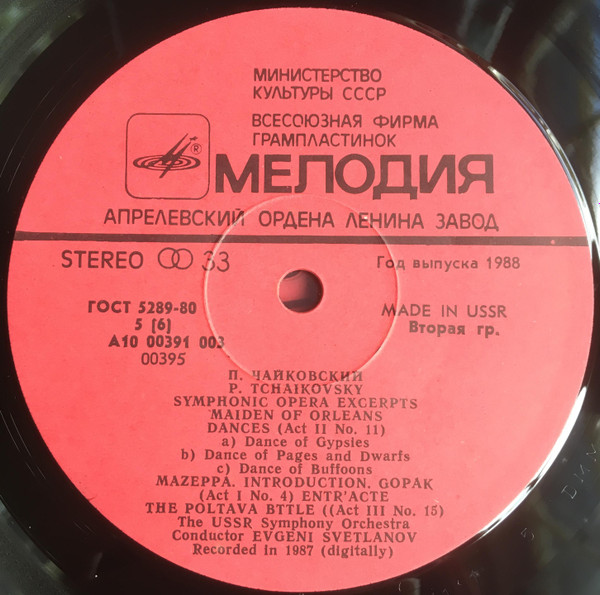 МИНИСТЕРСТВО
КУЛЬТУРЫ СССР
ВСЕСОЮЗНАЯ ФИРМА
ГРАМПЛАСТИНОК
®
МЕЛОДИЯ
АПРЕЛЕВСКИЙ ОРДЕНА ЛЕНИНА ЗАВОД
STEREO 33
Год выпуска 1988
ГОСТ 5289-80
5 [6]
А10 00391 003
00395
MADE IN USSR
Вторая гр.
П. ЧАЙКОВСКИЙ
P. TCHAIKOVSKY
SYMPHONIC OPERA EXCERPTS
MAIDEN OF ORLEANS
DANCES (Act II No. 11)
a) Dance of Gypsies
b) Dance of Pages and Dwarfs
c) Dance of Buffoons
MAZEPPA. INTRODUCTION. GOPAK
(Act I No. 4) ENTR'ACTE
THE POLTAVA BTTLE ((Act III No. 15)
The USSR Symphony Orchestra
Conductor EVGENI SVETLANOV
Recorded in 1987 (digitally)